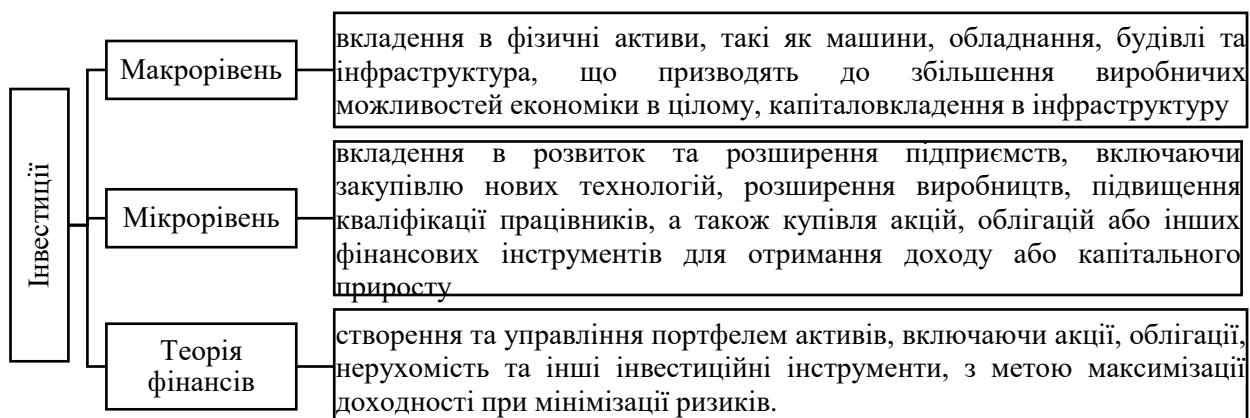 Інвестиції
Макрорівень
вкладення в фізичні активи, такі як машини, обладнання, будівлі та
інфраструктура, що призводять до збільшення виробничих
можливостей економіки в цілому, капіталовкладення в інфраструктуру
Мікрорівень
вкладення в розвиток та розширення підприємств, включаючи
закупівлю нових технологій, розширення виробництв, підвищення
кваліфікації працівників, а також купівля акцій, облігацій або інших
фінансових інструментів для отримання доходу або капітального
приросту
Теорія
фінансів
створення та управління портфелем активів, включаючи акції, облігації,
нерухомість та інші інвестиційні інструменти, з метою максимізації
доходності при мінімізації ризиків.